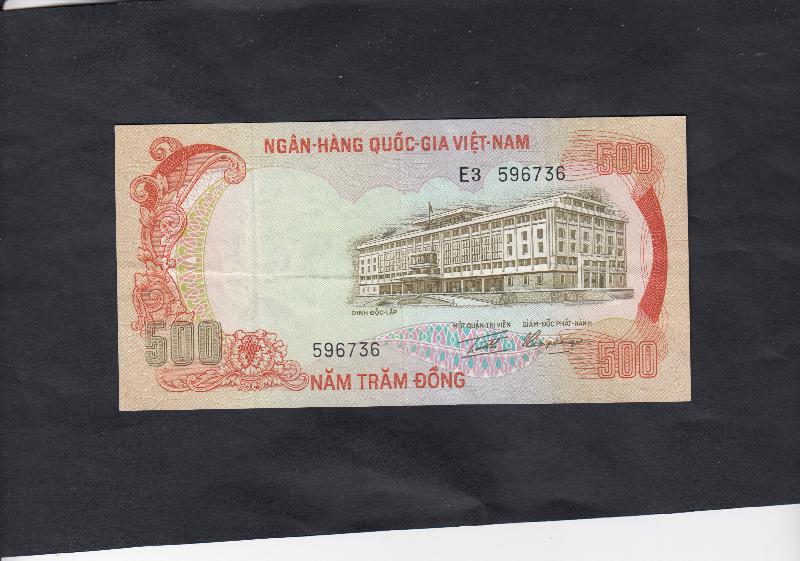 NGÂN-HÀNG QUỐC-GIA VIỆT-NAM
500
E3 596736
DINH ĐỘC-LẬP
MỘT QUẢN-TRỊ VIÊN GIÁM-ĐỐC PHÁT-HÀNH
500
596736
500
NĂM TRĂM ĐỒNG